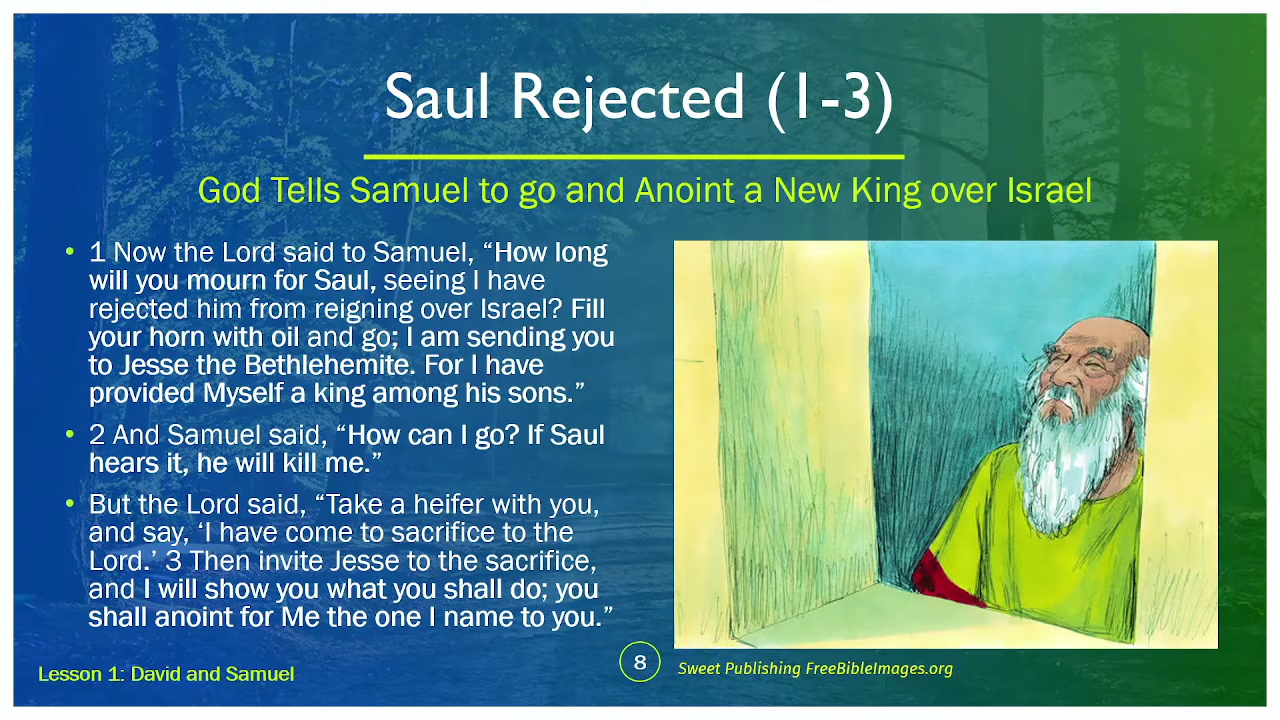 Saul Rejected (1-3)
God Tells Samuel to go and Anoint a New King over Israel
• 1 Now the Lord said to Samuel, “How long
will you mourn for Saul, seeing I have
rejected him from reigning over Israel? Fill
your horn with oil and go; I am sending you
to Jesse the Bethlehemite. For I have
provided Myself a king among his sons.”
• 2 And Samuel said, “How can I go? If Saul
hears it, he will kill me.”
• But the Lord said, “Take a heifer with you,
and say, ‘I have come to sacrifice to the
Lord.’ 3 Then invite Jesse to the sacrifice,
and I will show you what you shall do; you
shall anoint for Me the one I name to you.”
Lesson 1: David and Samuel
8
Sweet Publishing FreeBibleImages.org